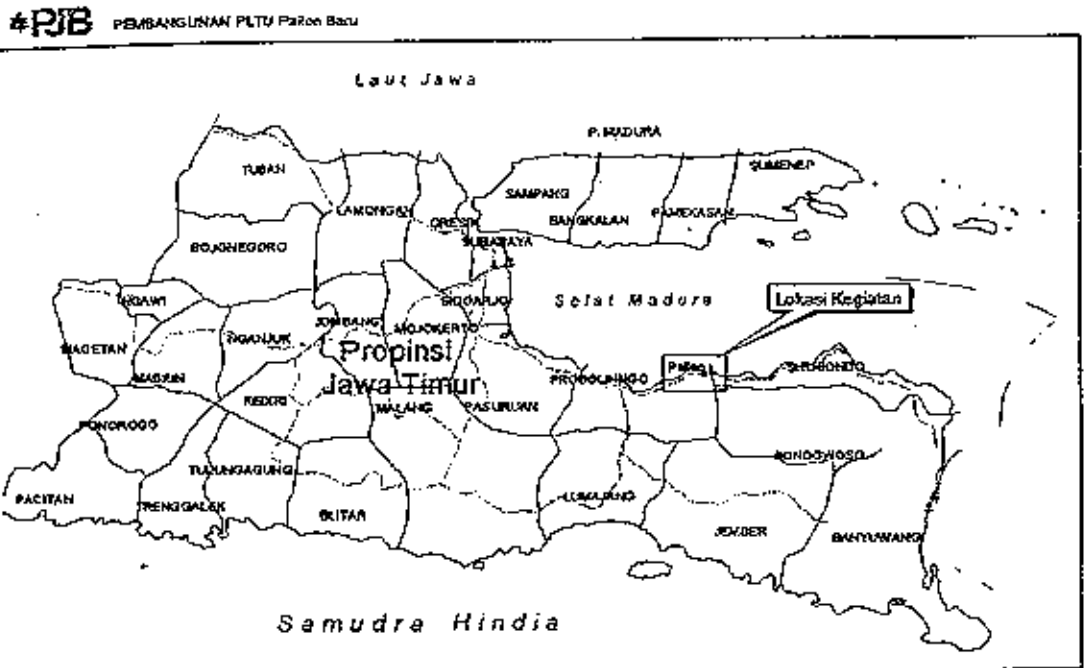 PJB PEMBANGUNAN PLTU Paiton Baru
Laut Jawa
P. MADURA
TUBAN
SUMENEP
SAMPANG
LAMONGAN
BANGKALAN
PAMEKASAN
GRESIK
SURABAYA
BOJONEGORO
NGAWI
SIDOARJO
Selat Madura
Lokasi Kegiatan
JOMBANG
MOJOKERTO
NGANJUK
MAGETAN
Propinsi
Jawa Timur
Paiton
SITUBONDO
MADIUN
PROBOLINGGO
KEDIRI
MALANG
PASURUAN
PONOROGO
BONDOWOSO
TULUNGAGUNG
PACITAN
TRENGGALEK
LUMAJANG
BLITAR
JEMBER
BANYUWANGI
Samudra Hindia